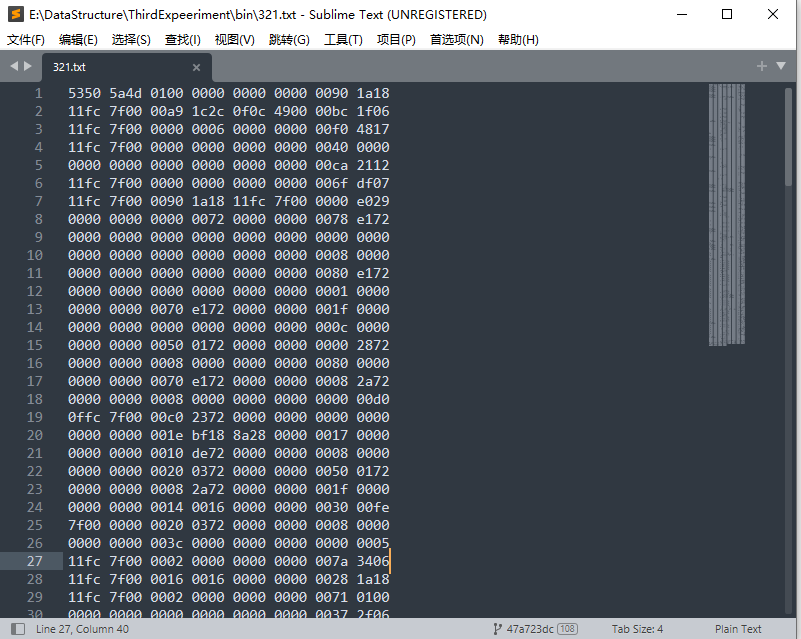 E:\DataStructure\ThirdExpeeriment\bin\321.txt - Sublime Text (UNREGISTERED)
文件(F) 编辑(E) 选择(S) 查找(I) 视图(V) 跳转(G) 工具(T) 项目(P) 首选项(N) 帮助(H)
321.txt
1 5350 5a4d 0100 0000 0000 0000 0090 1a18
2 11fc 7f00 00a9 1c2c 0f0c 4900 00bc 1f06
3 11fc 7f00 0000 0006 0000 0000 00f0 4817
4 11fc 7f00 0000 0000 0000 0000 0040 0000
5 0000 0000 0000 0000 0000 0000 00ca 2112
6 11fc 7f00 0000 0000 0000 0000 006f df07
7 11fc 7f00 0090 1a18 11fc 7f00 0000 e029
8 0000 0000 0000 0072 0000 0000 0078 e172
9 0000 0000 0000 0000 0000 0000 0000 0000
10 0000 0000 0000 0000 0000 0000 0008 0000
11 0000 0000 0000 0000 0000 0000 0080 e172
12 0000 0000 0000 0000 0000 0000 0001 0000
13 0000 0000 0070 e172 0000 0000 001f 0000
14 0000 0000 0000 0000 0000 0000 000c 0000
15 0000 0000 0050 0172 0000 0000 0000 2872
16 0000 0000 0008 0000 0000 0000 0080 0000
17 0000 0000 0070 e172 0000 0000 0008 2a72
18 0000 0000 0008 0000 0000 0000 0000 00d0
19 0ffc 7f00 00c0 2372 0000 0000 0000 0000
20 0000 0000 001e bf18 8a28 0000 0017 0000
21 0000 0000 0010 de72 0000 0000 0008 0000
22 0000 0000 0020 0372 0000 0000 0050 0172
23 0000 0000 0008 2a72 0000 0000 001f 0000
24 0000 0000 0014 0016 0000 0000 0030 00fe
25 7f00 0000 0020 0372 0000 0000 0008 0000
26 0000 0000 003c 0000 0000 0000 0000 0005
27 11fc 7f00 0002 0000 0000 0000 007a 3406
28 11fc 7f00 0016 0016 0000 0000 0028 1a18
29 11fc 7f00 0002 0000 0000 0000 0071 0100
30 0000 0000 0000 0000 0000 0000 0037 2f06
Line 27, Column 40 47a723dc 108 Tab Size: 4 Plain Text